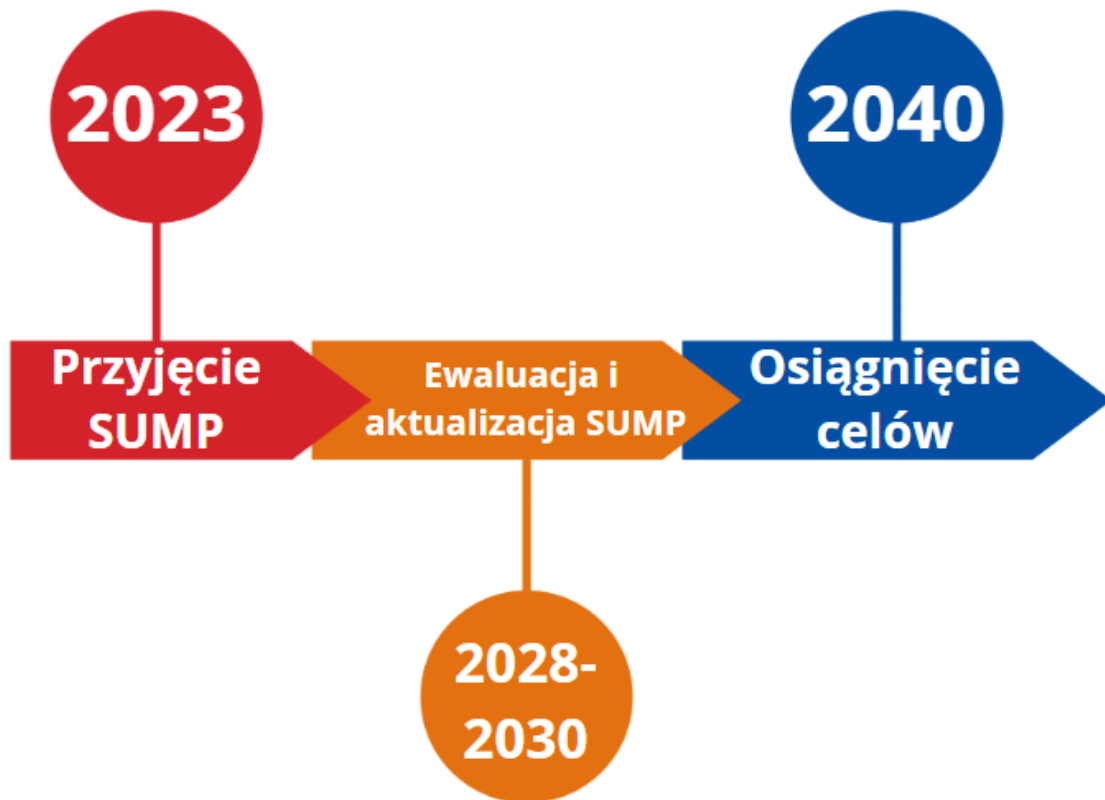 2023
2040
Przyjęcie
SUMP
Ewaluacja i
aktualizacja SUMP
Osiągnięcie
celów
2028-
2030